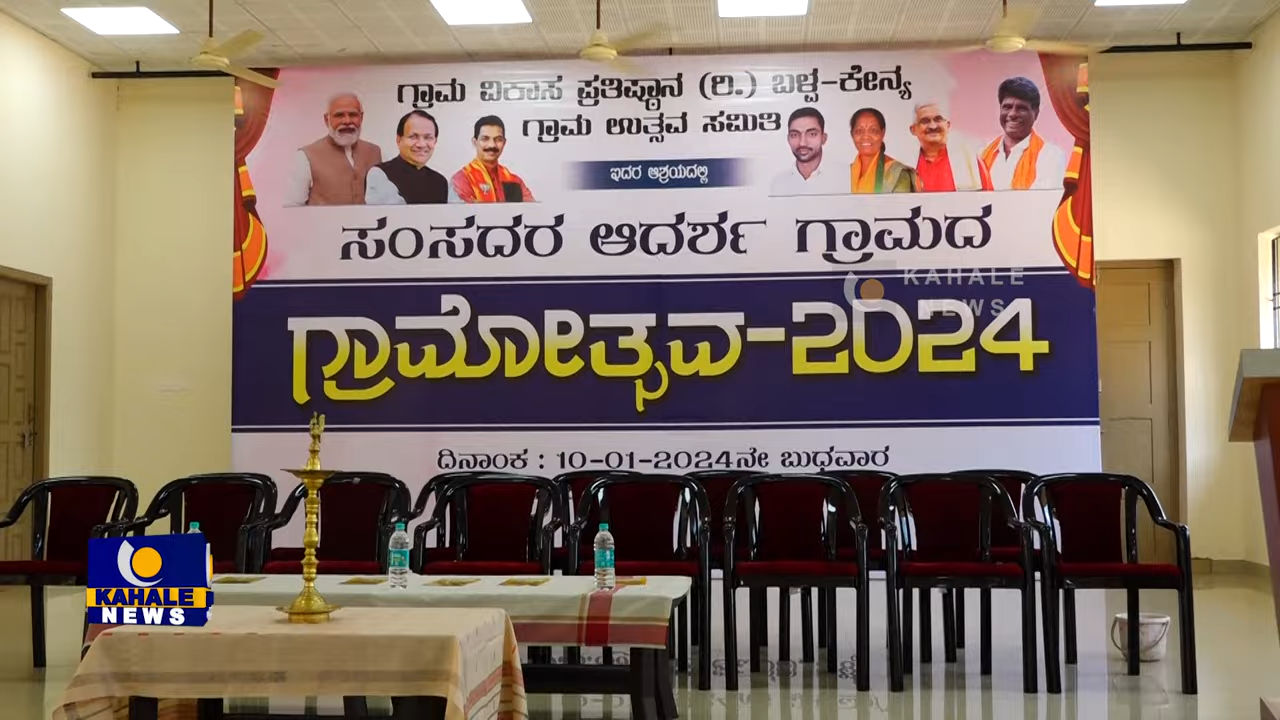 ಗ್ರಾಮ ವಿಕಾಸ ಪ್ರತಿಷ್ಠಾನ (ರಿ.) ಬಳ್ಪ-ಕೇನ್ಯ
ಗ್ರಾಮ ಉತ್ಸವ ಸಮಿತಿ
ಇದರ ಆಶ್ರಯದಲ್ಲಿ
ಸಂಸದರ ಆದರ್ಶ ಗ್ರಾಮದ
KAHALE
NEWS
ಗ್ರಾಮೋತ್ಸವ-2024
ದಿನಾಂಕ : 10-01-2024ನೇ ಬುಧವಾರ
KAHALE
NEWS